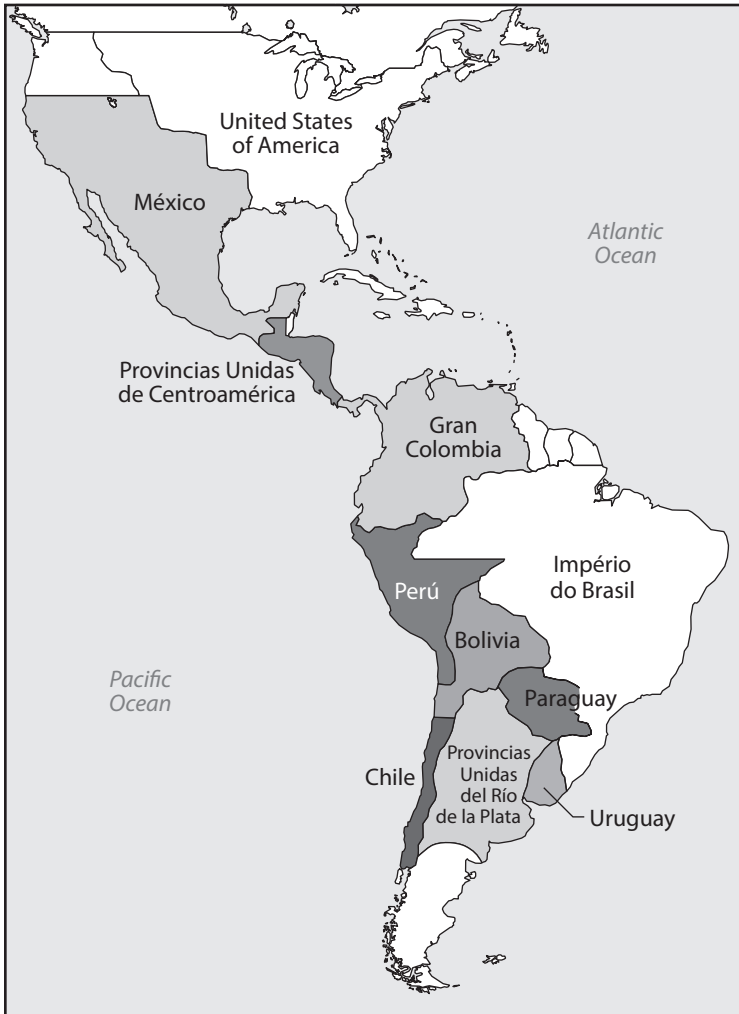 United States
of America
México
Atlantic
Ocean
Provincias Unidas
de Centroamérica
Gran
Colombia
Império
do Brasil
Perú
Bolivia
Pacific
Ocean
Paraguay
Provincias
Unidas
del Río
de la Plata
Chile
Uruguay